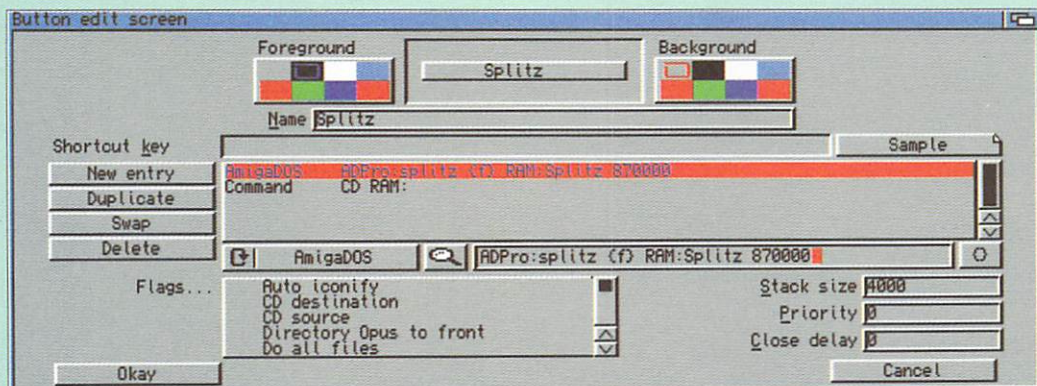 Button edit screen
Foreground
Splitz
Background
Name Splitz
Shortcut key
Sample
New entry
AmigaDOS ADPro:splitz {f} RAM:Splitz 870000
Duplicate
Command CD RAM:
Swap
Delete
AmigaDOS
ADPro:splitz {f} RAM:Splitz 870000
{}
Flags...
Auto iconify
CD destination
CD source
Directory Opus to front
Do all files
Stack size 4000
Priority 0
Close delay 0
Okay
Cancel